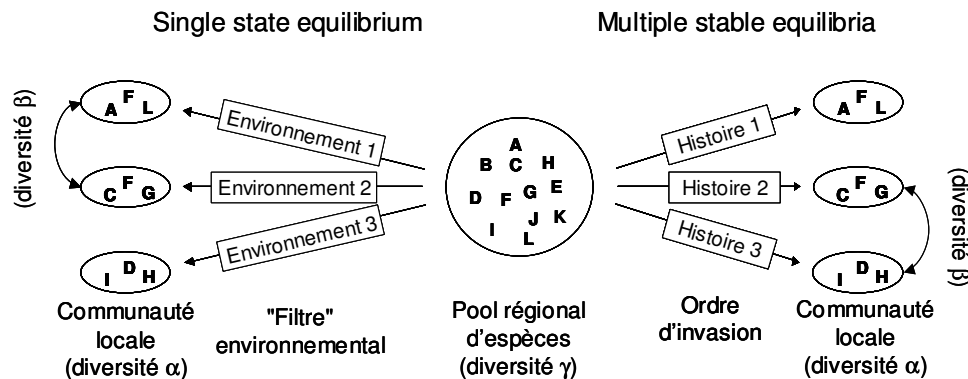 Single state equilibrium
Multiple stable equilibria
(diversité β)
A F L
C F G
I D H
Environnement 1
Environnement 2
Environnement 3
A
B C H
D F G E
J K
I L
Histoire 1
Histoire 2
Histoire 3
A F L
C F G
I D H
(diversité β)
Communauté
locale
(diversité α)
"Filtre"
environnemental
Pool régional
d'espèces
(diversité γ)
Ordre
d'invasion
Communauté
locale
(diversité α)